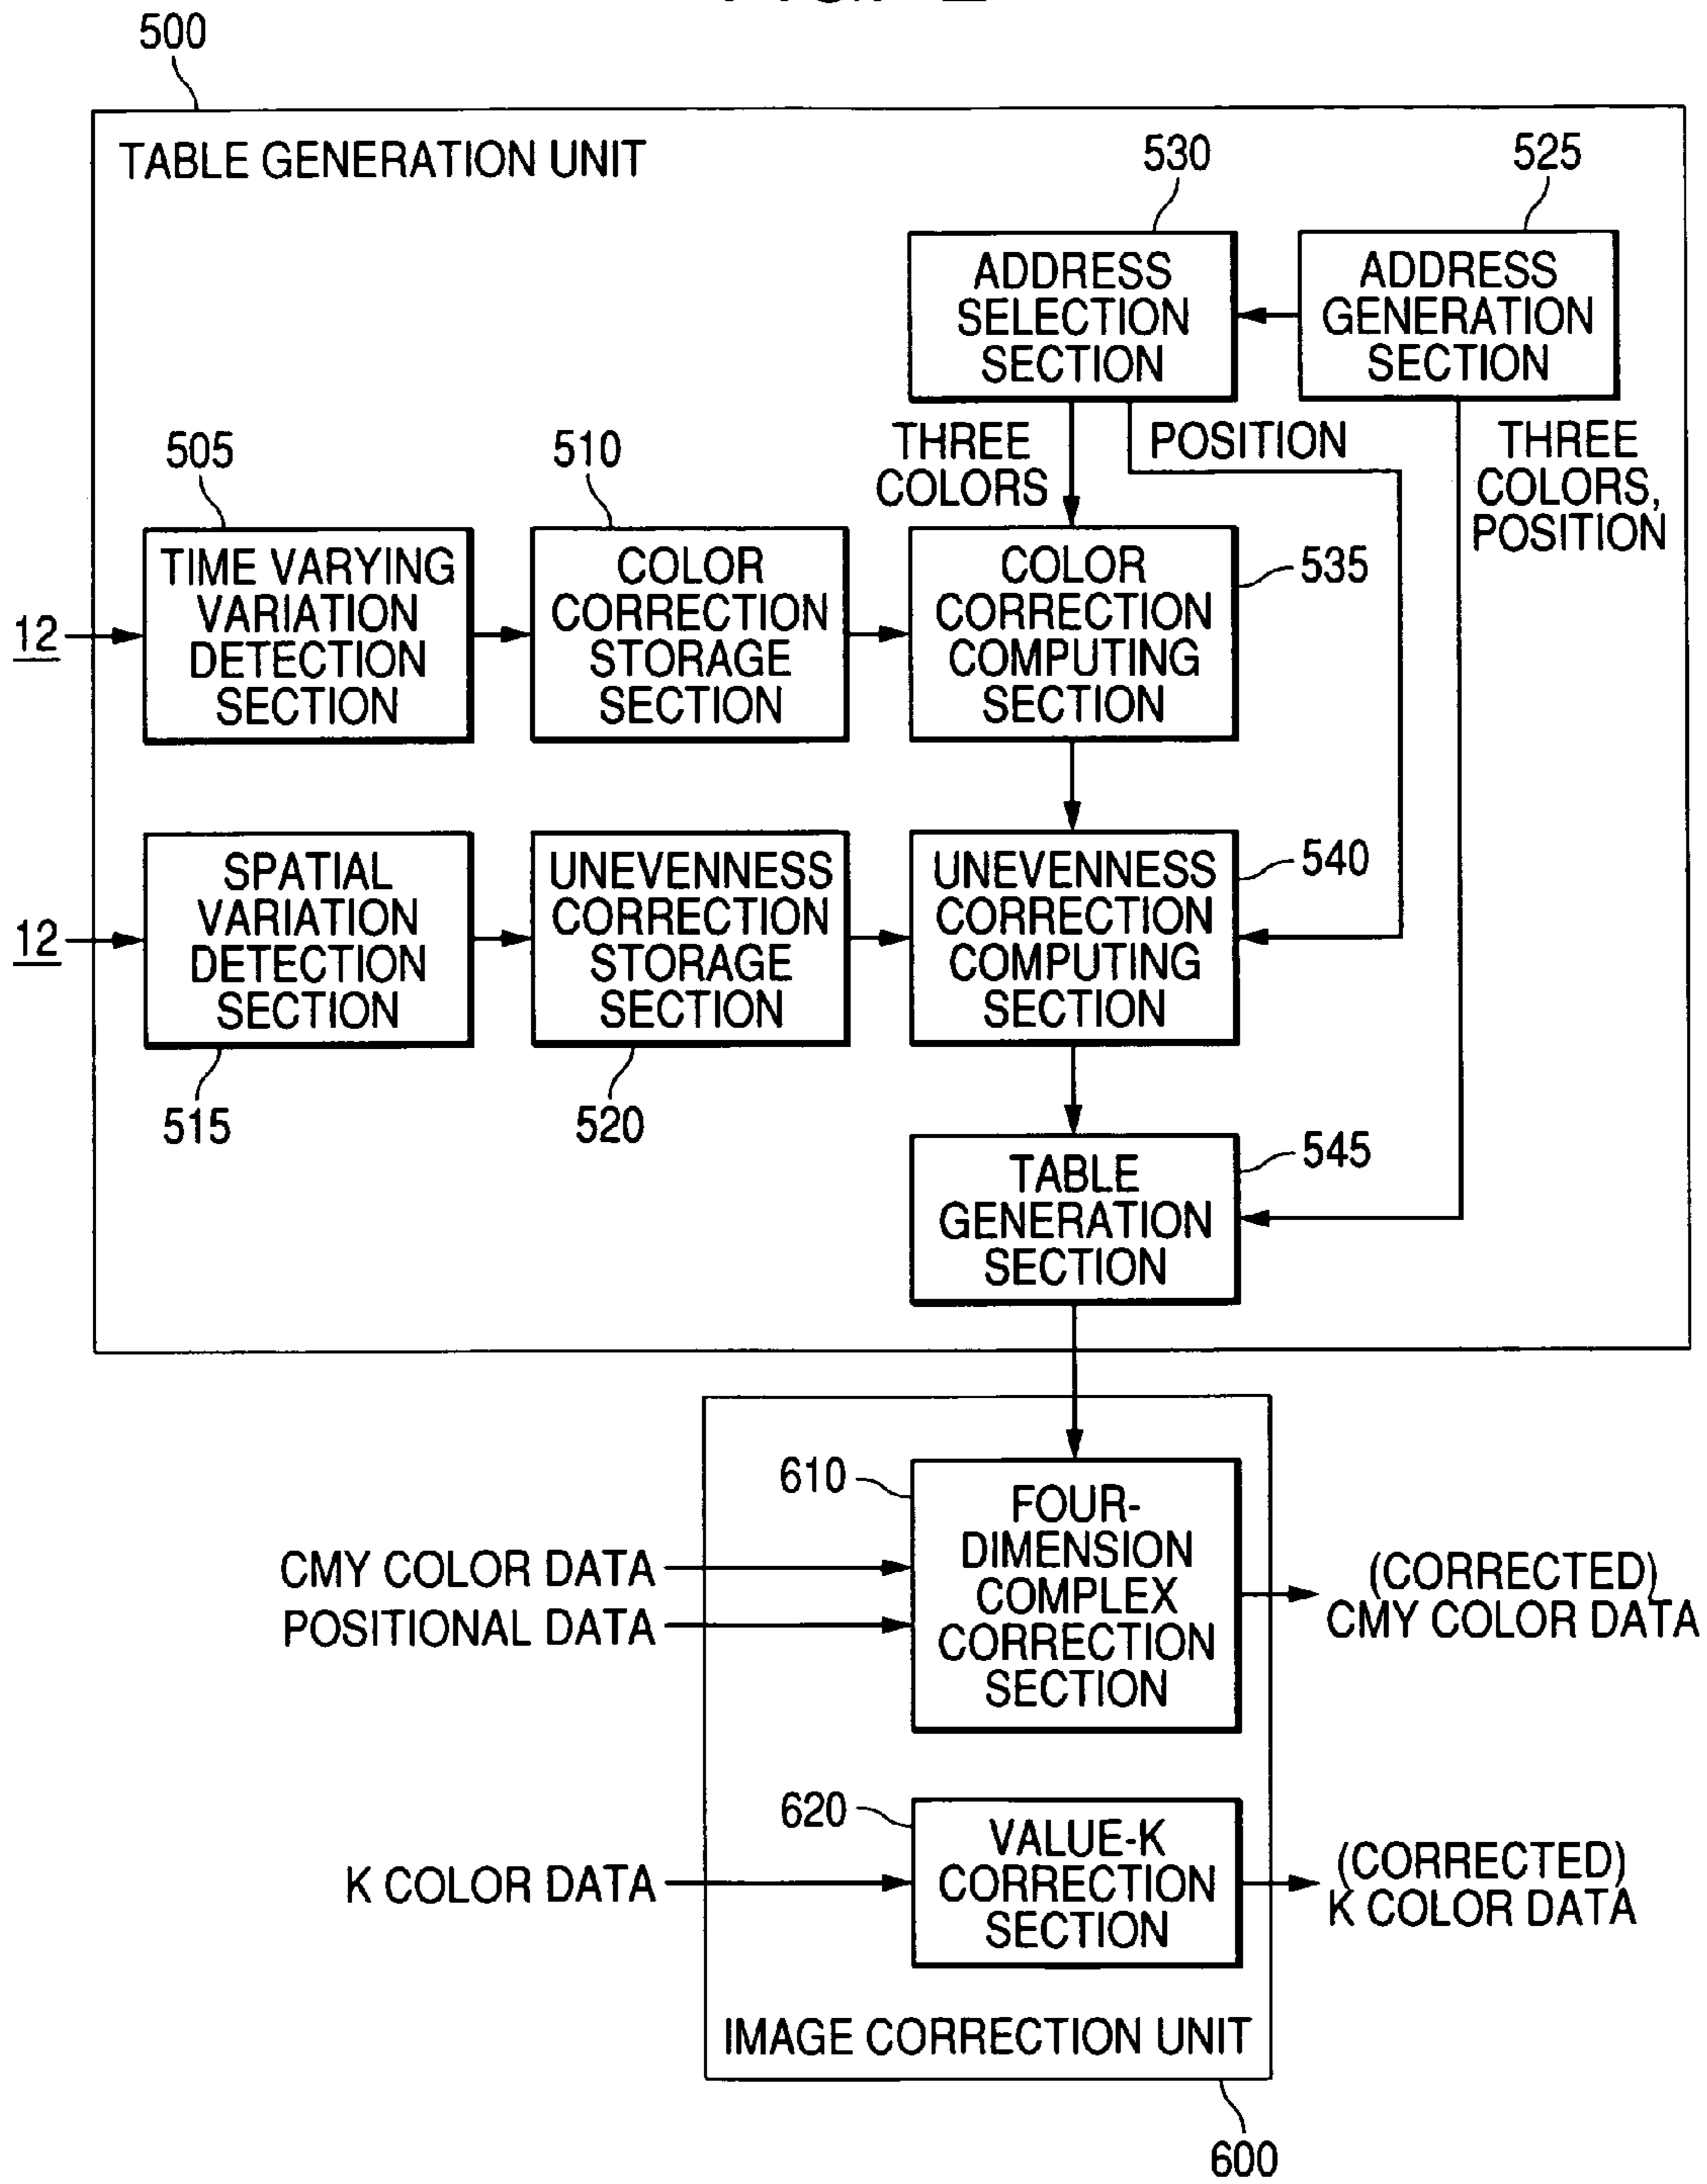 500
TABLE GENERATION UNIT
530
525
ADDRESS
SELECTION
SECTION
ADDRESS
GENERATION
SECTION
THREE
COLORS
POSITION
THREE
COLORS,
POSITION
505
510
12
TIME VARYING
VARIATION
DETECTION
SECTION
COLOR
CORRECTION
STORAGE
SECTION
COLOR
CORRECTION
COMPUTING
SECTION
535
12
SPATIAL
VARIATION
DETECTION
SECTION
UNEVENNESS
CORRECTION
STORAGE
SECTION
UNEVENNESS
CORRECTION
COMPUTING
SECTION
540
515
520
TABLE
GENERATION
SECTION
545
610
FOUR-
DIMENSION
COMPLEX
CORRECTION
SECTION
CMY COLOR DATA
POSITIONAL DATA
(CORRECTED)
CMY COLOR DATA
620
VALUE-K
CORRECTION
SECTION
K COLOR DATA
(CORRECTED)
K COLOR DATA
IMAGE CORRECTION UNIT
600